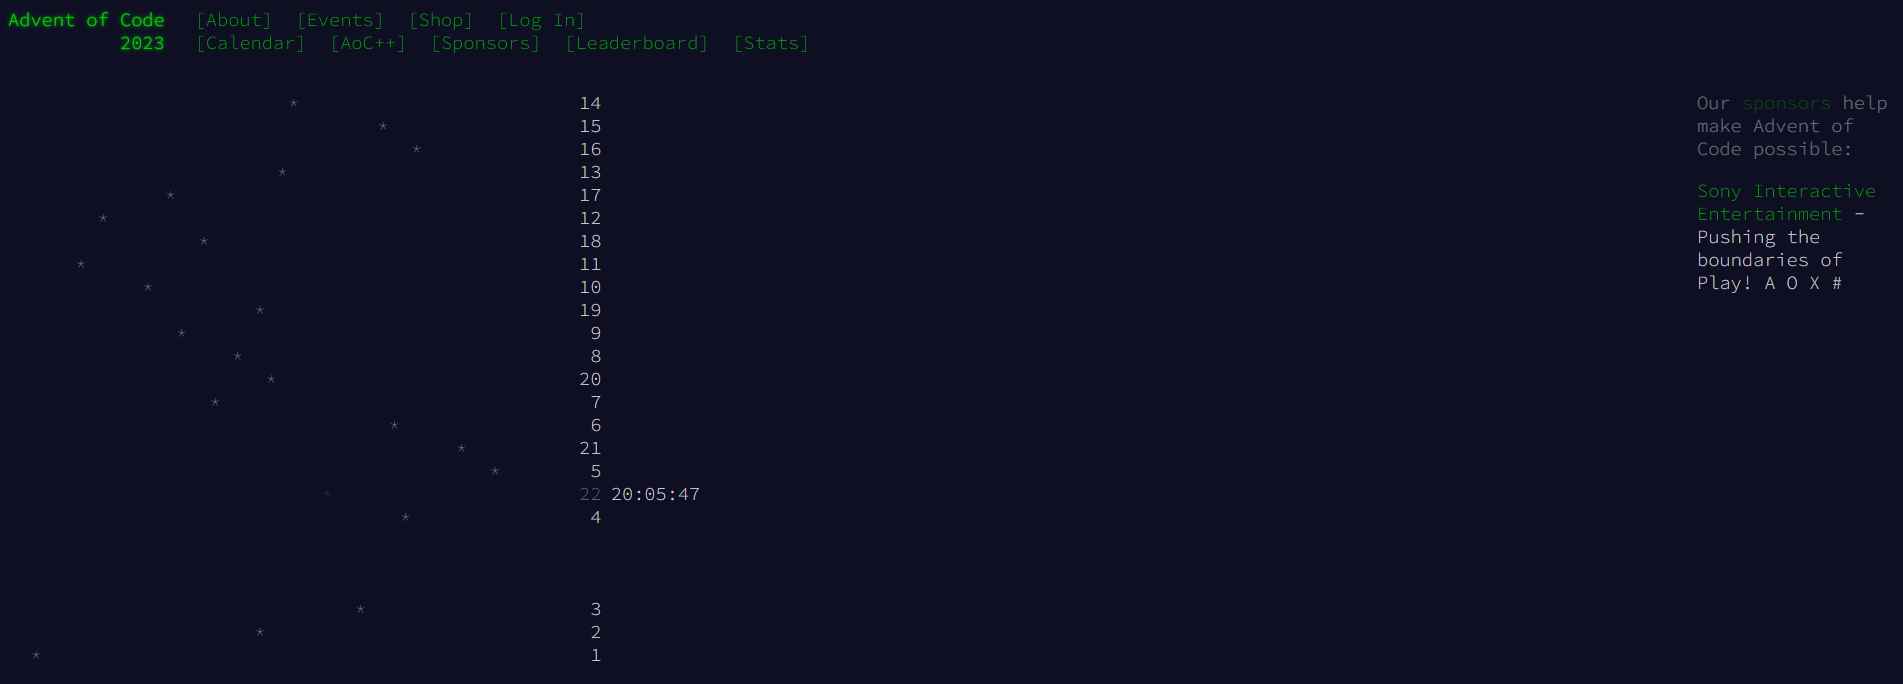 Advent of Code [About] [Events] [Shop] [Log In]
2023 [Calendar] [AoC++] [Sponsors] [Leaderboard] [Stats]
* 14
* 15
* 16
* 13
* 17
* 12
* 18
* 11
* 10
* 19
* 9
* 8
* 20
* 7
* 6
* 21
* 5
* 22 20:05:47
* 4
* 3
* 2
* 1
Our sponsors help
make Advent of
Code possible:
Sony Interactive
Entertainment -
Pushing the
boundaries of
Play! A O X #